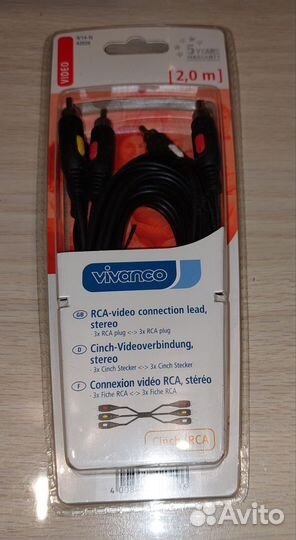 VIDEO
5 YEARS
WARRANTY
[2,0 m]
vivanco
GB RCA-video connection lead,
stereo
· 3x RCA plug <-> 3x RCA plug
D Cinch-Videoverbindung,
stereo
· 3x Cinch Stecker <-> 3x Cinch Stecker
F Connexion vidéo RCA, stéréo
· 3x Fiche RCA <-> 3x Fiche RCA
Cinch/RCA
Avito